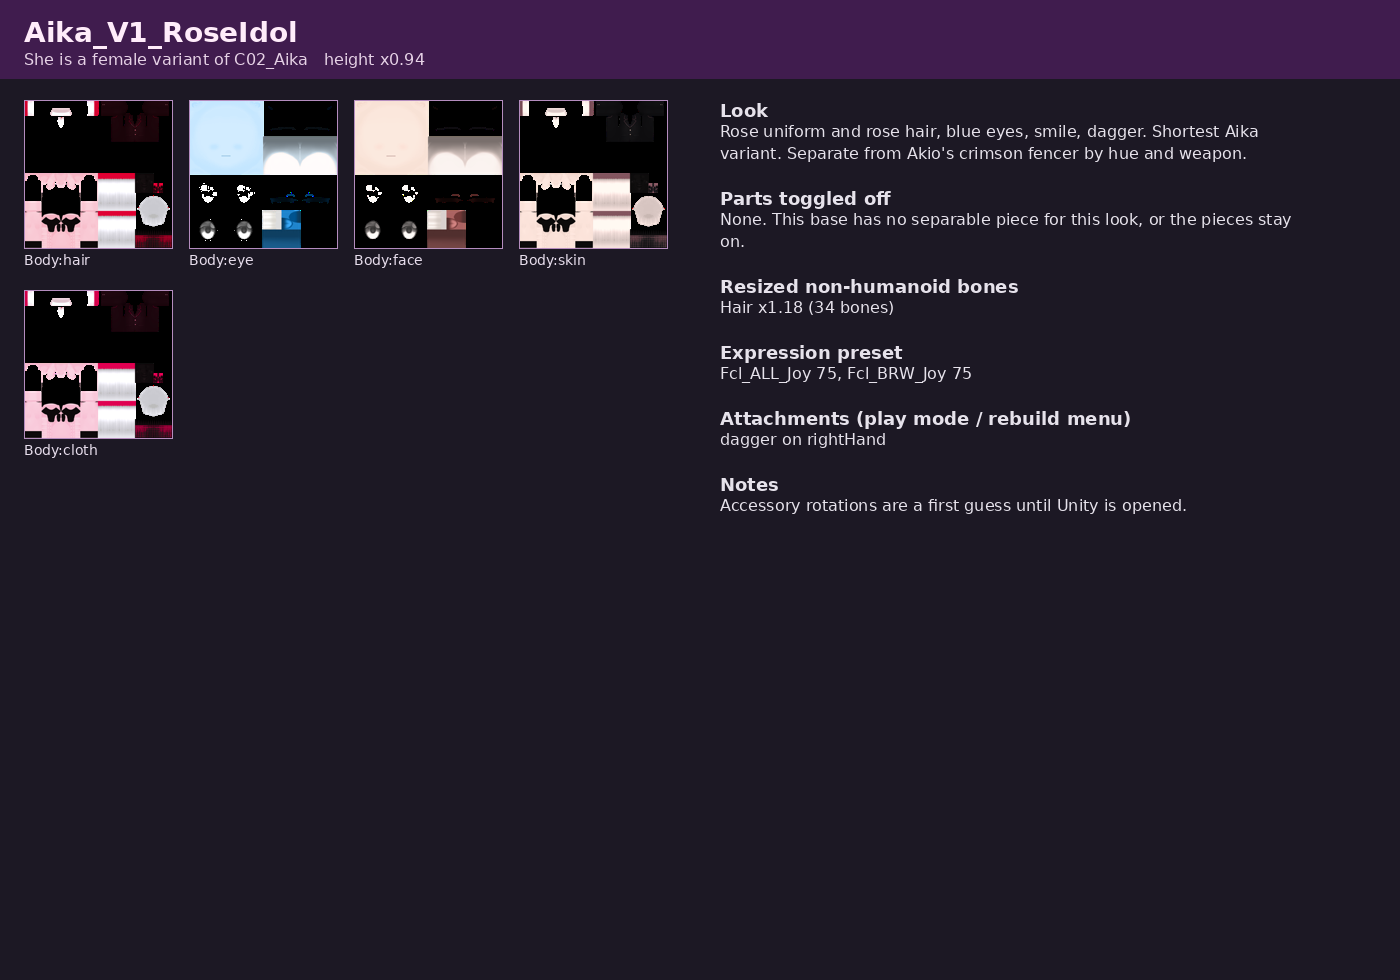 Aika_V1_RoseIdol
She is a female variant of C02_Aika   height x0.94
Body:hair
Body:eye
Body:face
Body:skin
Body:cloth
Look
Rose uniform and rose hair, blue eyes, smile, dagger. Shortest Aika
variant. Separate from Akio's crimson fencer by hue and weapon.
Parts toggled off
None. This base has no separable piece for this look, or the pieces stay
on.
Resized non-humanoid bones
Hair x1.18 (34 bones)
Expression preset
Fcl_ALL_Joy 75, Fcl_BRW_Joy 75
Attachments (play mode / rebuild menu)
dagger on rightHand
Notes
Accessory rotations are a first guess until Unity is opened.